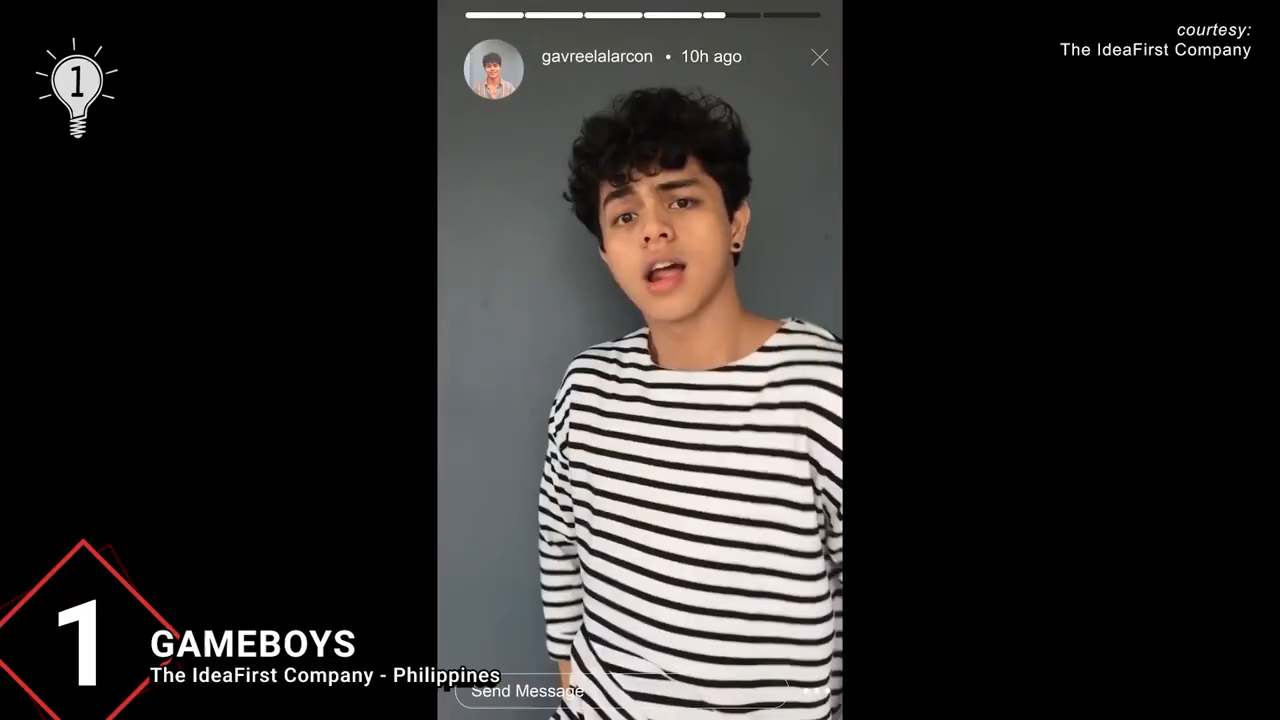 1
gavreelalarcon • 10h ago
courtesy:
The IdeaFirst Company
1
GAMEBOYS
The IdeaFirst Company - Philippines
Send Message